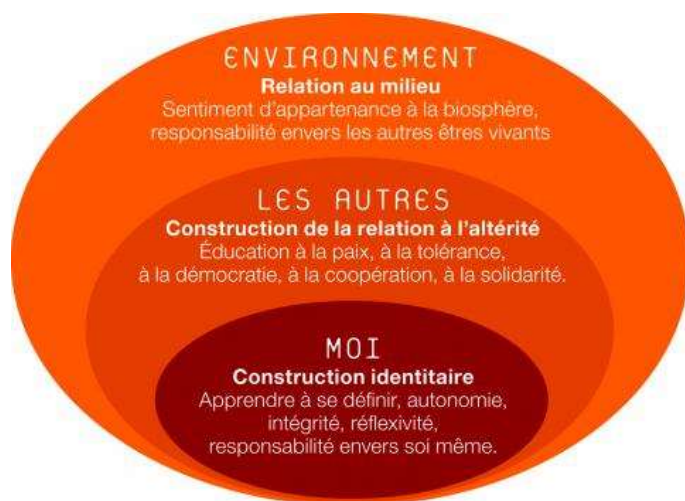 ENVIRONNEMENT
Relation au milieu
Sentiment d'appartenance à la biosphère,
responsabilité envers les autres êtres vivants
LES AUTRES
Construction de la relation à l'altérité
Éducation à la paix, à la tolérance,
à la démocratie, à la coopération, à la solidarité.
MOI
Construction identitaire
Apprendre à se définir, autonomie,
intégrité, réflexivité,
responsabilité envers soi même.